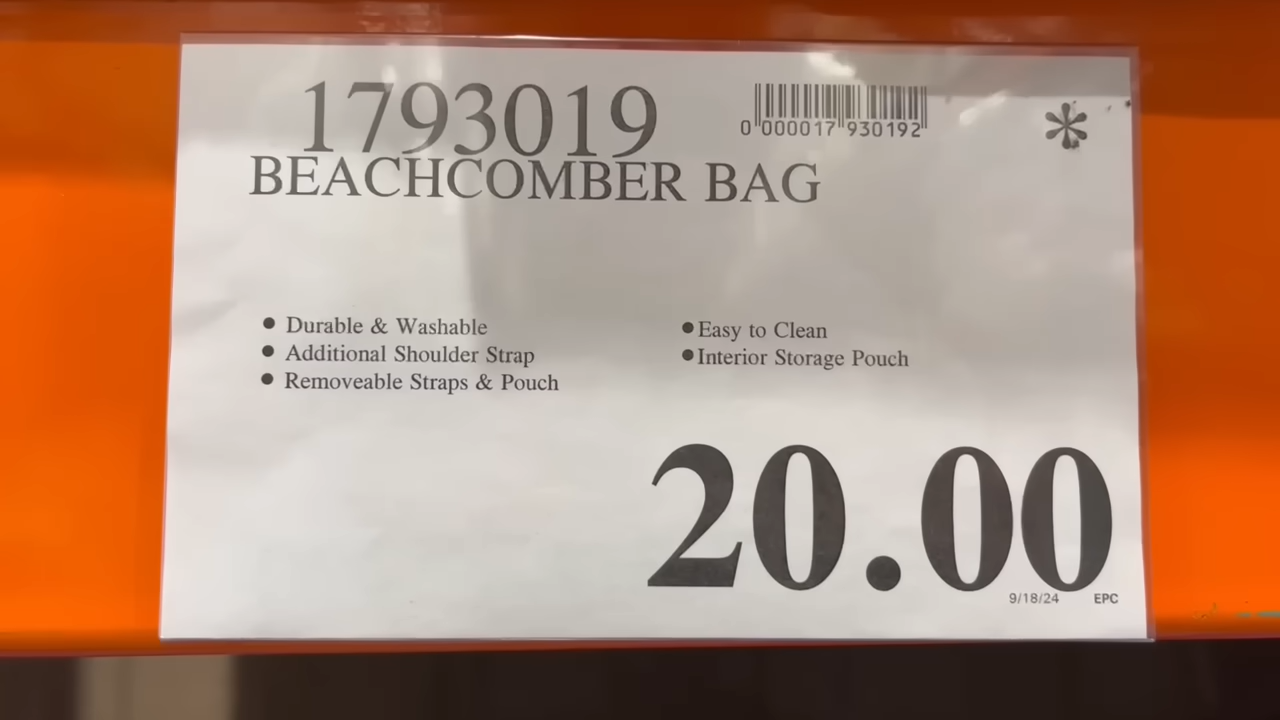 1793019
0 000017 930192
*
BEACHCOMBER BAG
● Durable & Washable
● Additional Shoulder Strap
● Removeable Straps & Pouch
● Easy to Clean
● Interior Storage Pouch
20.00
9/18/24 EPC